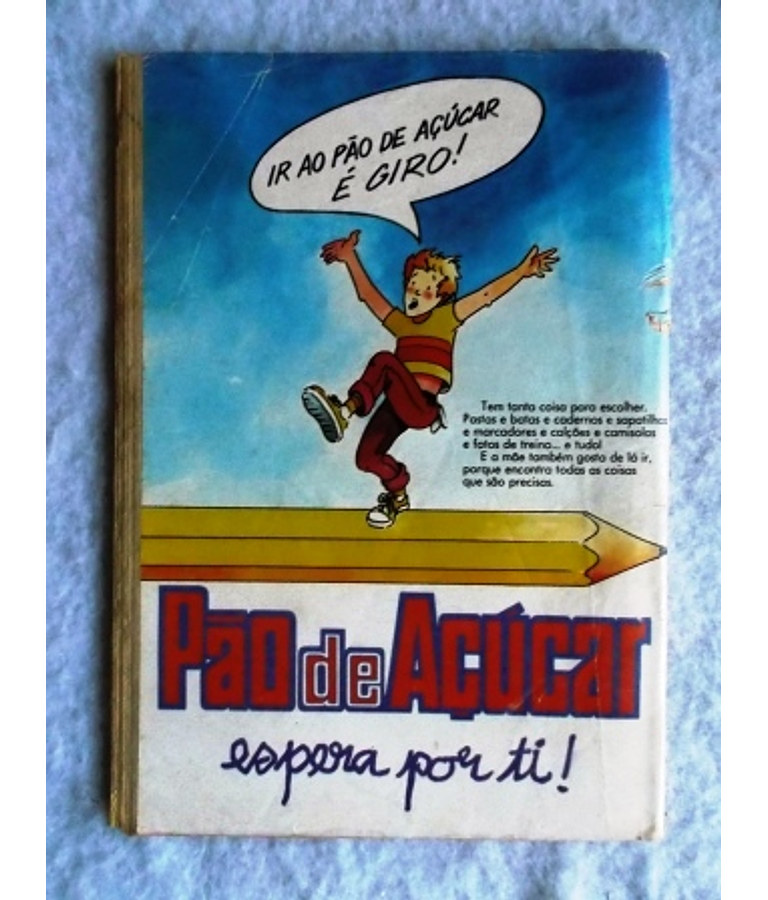 IR AO PÃO DE AÇÚCAR
É GIRO!
Tem tanta coisa para escolher.
Pastas e batas e cadernos e sapatilhas
e marcadores e calções e camisolas
e fatos de treino... e tudo!
E a mãe também gosta de lá ir,
porque encontra todas as coisas
que são precisas.
Pão de Açúcar
espera por ti!